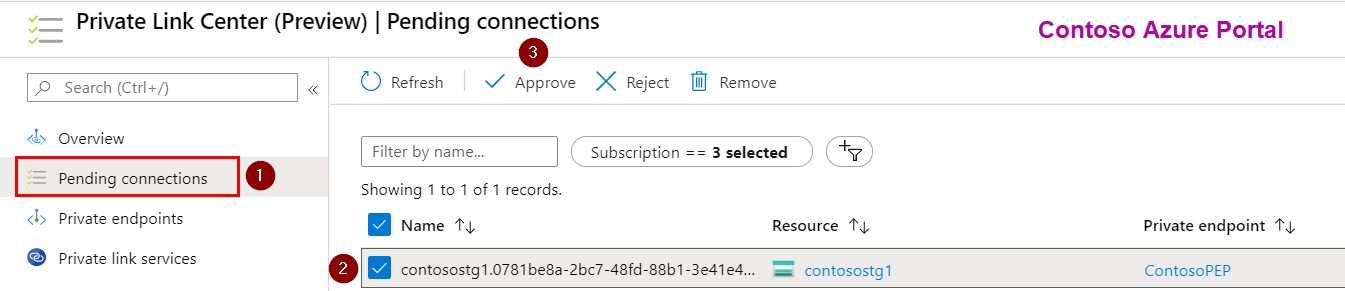 Private Link Center (Preview) | Pending connections
Contoso Azure Portal
3
Search (Ctrl+/)
«
Refresh
Approve
Reject
Remove
Overview
Pending connections
1
Private endpoints
Private link services
Filter by name...
Subscription == 3 selected
Showing 1 to 1 of 1 records.
Name ↑↓
Resource ↑↓
Private endpoint ↑↓
2
contosostg1.0781be8a-2bc7-48fd-88b1-3e41e4...
contosostg1
ContosoPEP